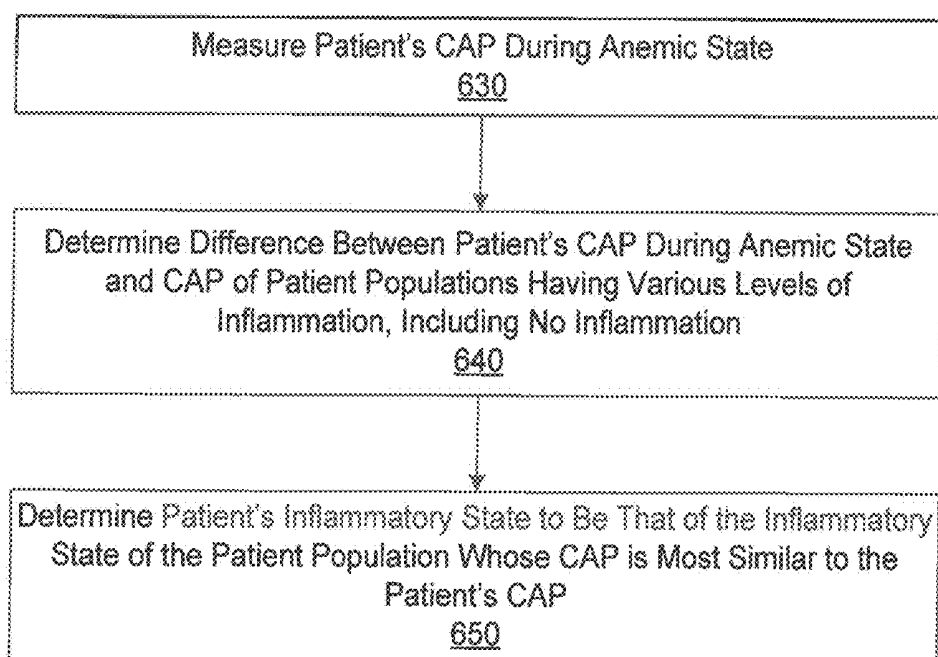 Measure Patient's CAP During Anemic State
630
Determine Difference Between Patient's CAP During Anemic State
and CAP of Patient Populations Having Various Levels of
Inflammation, Including No Inflammation
640
Determine Patient's Inflammatory State to Be That of the Inflammatory
State of the Patient Population Whose CAP is Most Similar to the
Patient's CAP
650